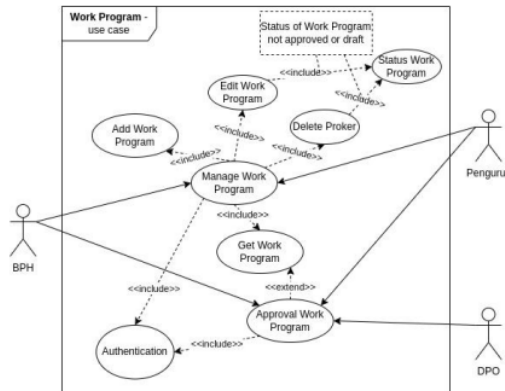 Work Program -
use case
Status of Work Program
not approved or draft
Status Work
Program
<<include>>
Edit Work
Program
<<include>>
<<include>>
Delete Proker
Add Work
Program
<<include>>
<<include>>
<<include>>
Manage Work
Program
Penguru
<<include>>
BPH
Get Work
Program
<<include>>
<<extend>>
Approval Work
Program
<<include>>
Authentication
DPO